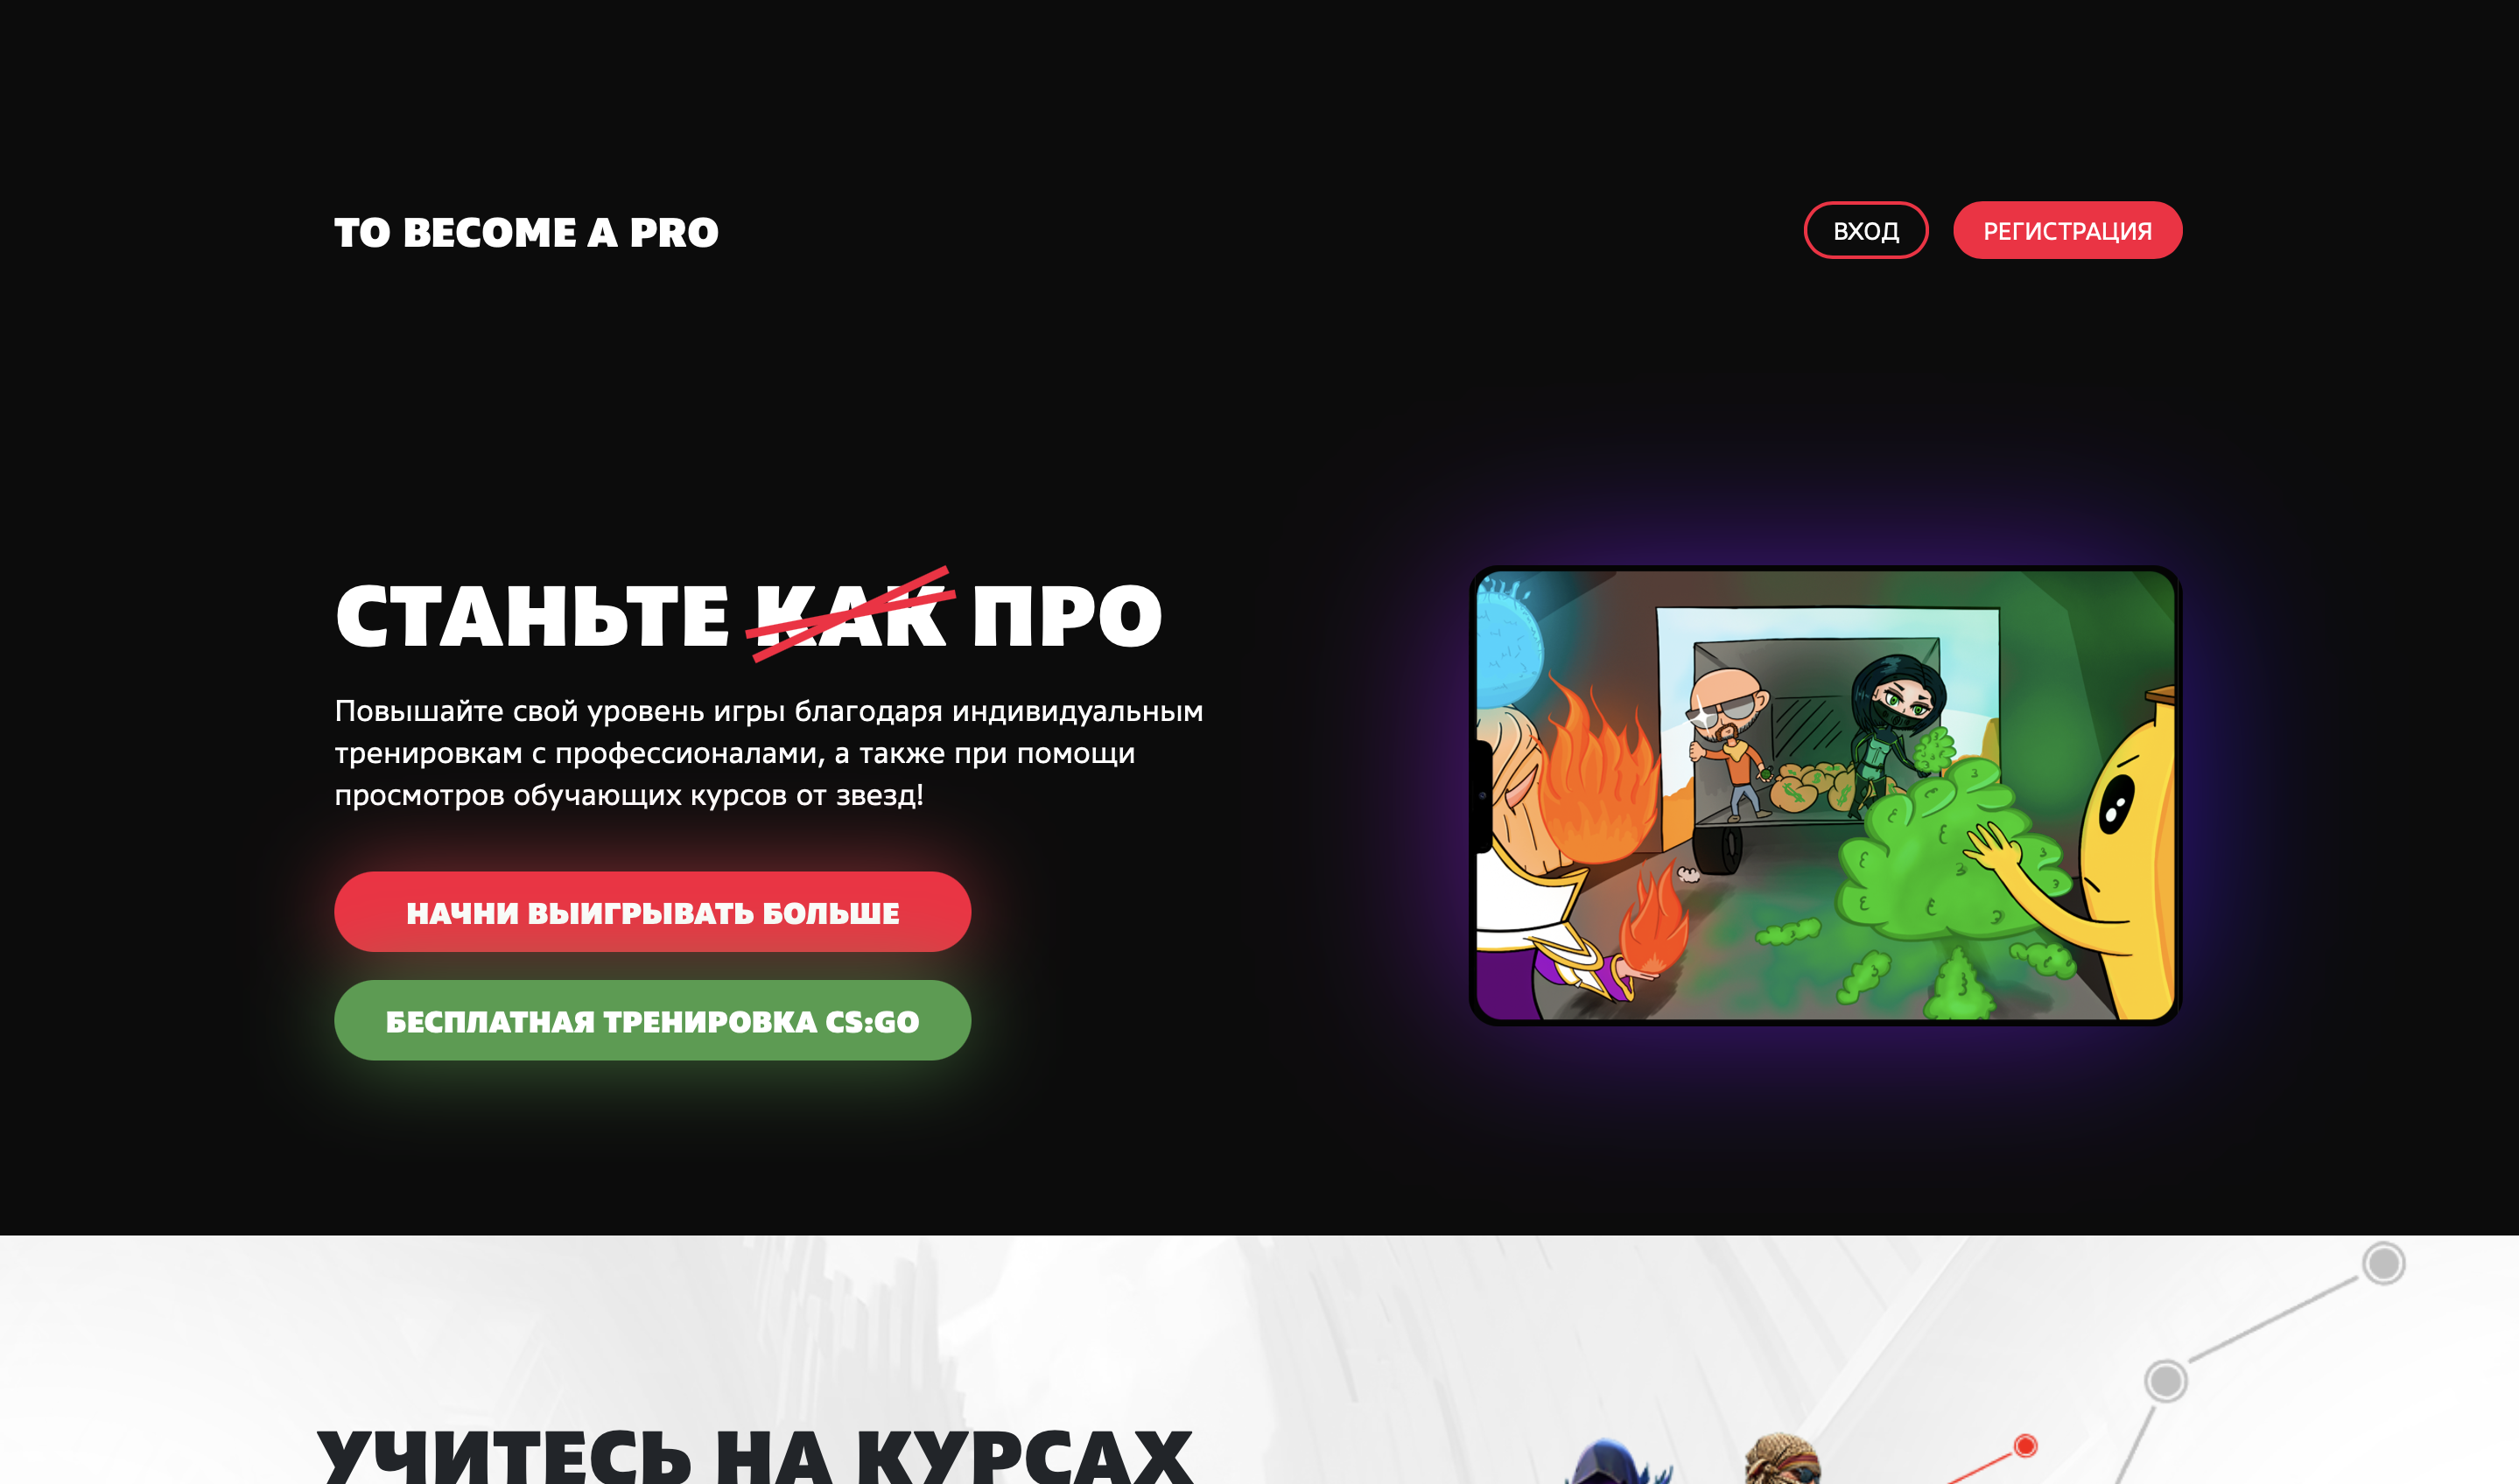 TO BECOME A PRO
ВХОД
РЕГИСТРАЦИЯ
СТАНЬТЕ КАК ПРО
Повышайте свой уровень игры благодаря индивидуальным
тренировкам с профессионалами, а также при помощи
просмотров обучающих курсов от звезд!
НАЧНИ ВЫИГРЫВАТЬ БОЛЬШЕ
БЕСПЛАТНАЯ ТРЕНИРОВКА CS:GO
УЧИТЕСЬ НА КУРСАХ